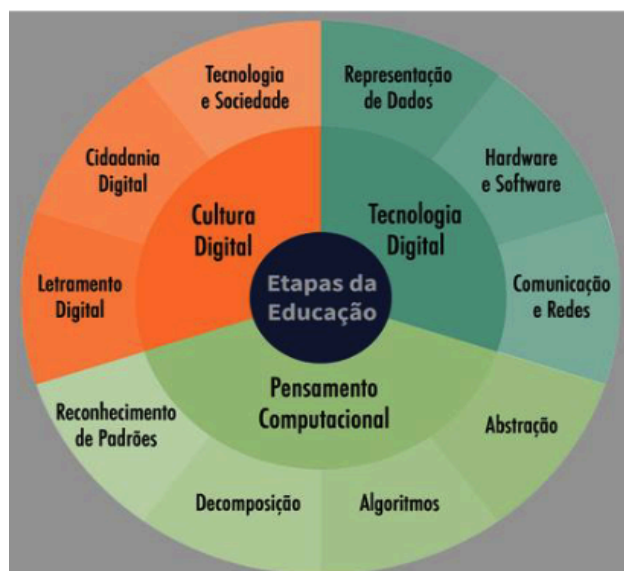 Tecnologia
e Sociedade
Representação
de Dados
Cidadania
Digital
Hardware
e Software
Cultura
Digital
Tecnologia
Digital
Letramento
Digital
Etapas da
Educação
Comunicação
e Redes
Pensamento
Computacional
Reconhecimento
de Padrões
Abstração
Decomposição
Algoritmos